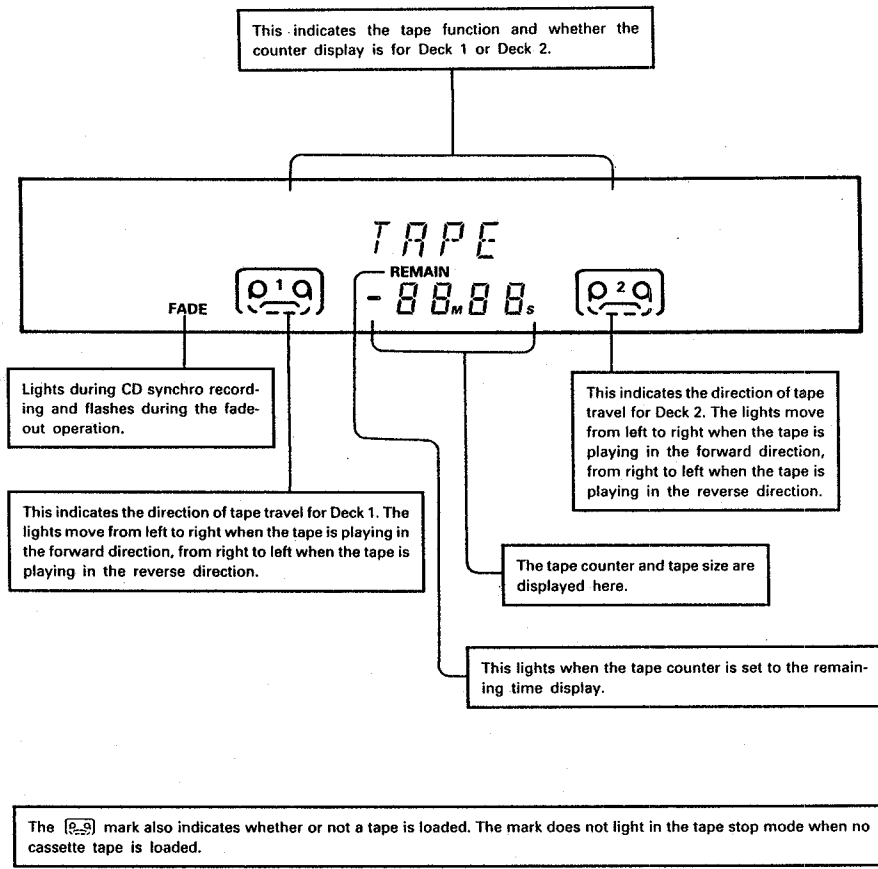 This indicates the tape function and whether the
counter display is for Deck 1 or Deck 2.
TAPE
REMAIN
1
2
FADE
- 88M 88s
Lights during CD synchro record-
ing and flashes during the fade-
out operation.
This indicates the direction of tape
travel for Deck 2. The lights move
from left to right when the tape is
playing in the forward direction,
from right to left when the tape is
playing in the reverse direction.
This indicates the direction of tape travel for Deck 1. The
lights move from left to right when the tape is playing in
the forward direction, from right to left when the tape is
playing in the reverse direction.
The tape counter and tape size are
displayed here.
This lights when the tape counter is set to the remain-
ing time display.
The mark also indicates whether or not a tape is loaded. The mark does not light in the tape stop mode when no
cassette tape is loaded.